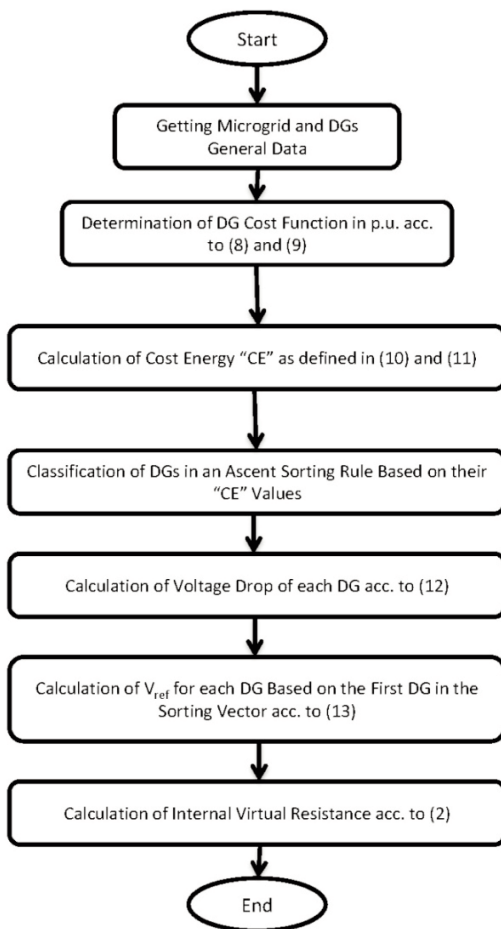 Start
Getting Microgrid and DGs
General Data
Determination of DG Cost Function in p.u. acc.
to (8) and (9)
Calculation of Cost Energy “CE” as defined in (10) and (11)
Classification of DGs in an Ascent Sorting Rule Based on their
“CE” Values
Calculation of Voltage Drop of each DG acc. to (12)
Calculation of Vref for each DG Based on the First DG in the
Sorting Vector acc. to (13)
Calculation of Internal Virtual Resistance acc. to (2)
End